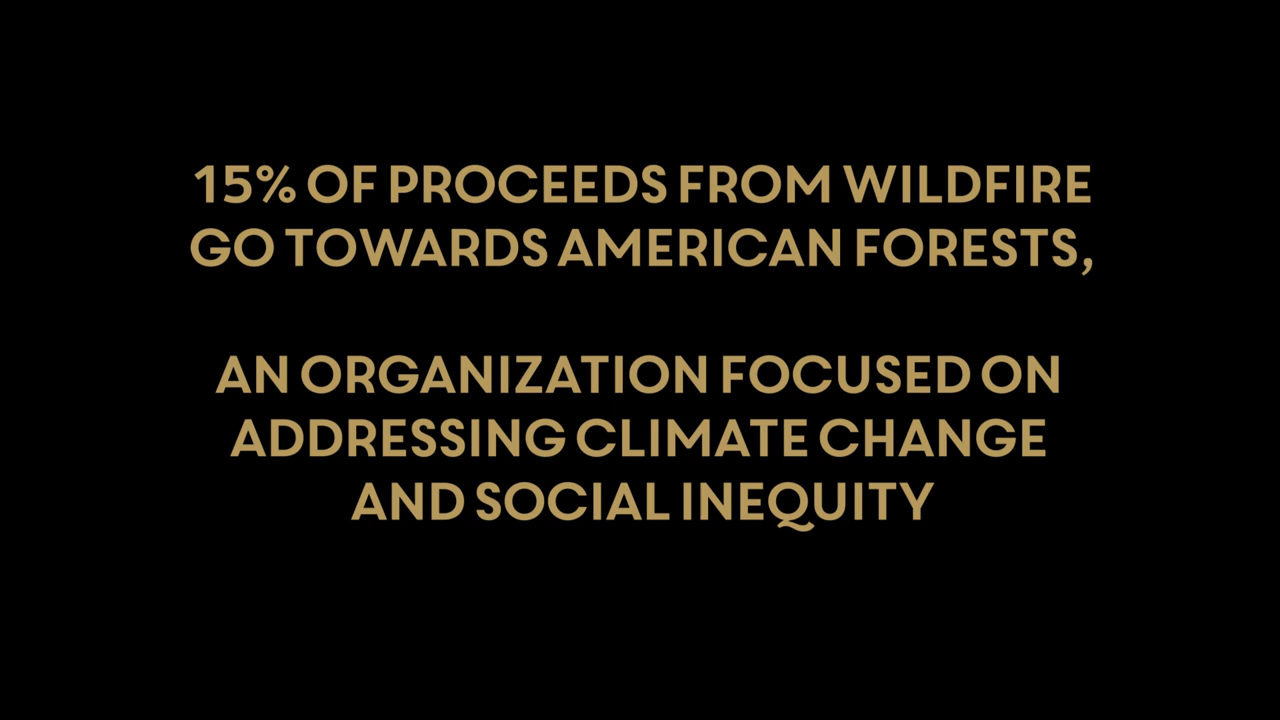 15% OF PROCEEDS FROM WILDFIRE
GO TOWARDS AMERICAN FORESTS,
AN ORGANIZATION FOCUSED ON
ADDRESSING CLIMATE CHANGE
AND SOCIAL INEQUITY